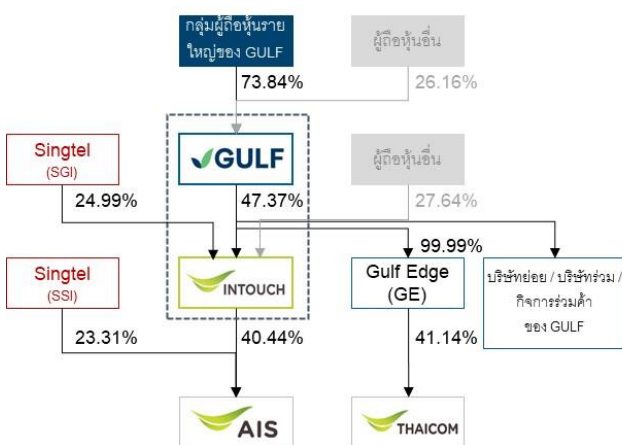 กลุ่มผู้ถือหุ้นราย
ใหญ่ของ GULF
ผู้ถือหุ้นอื่น
73.84%
26.16%
Singtel
(SGI)
GULF
ผู้ถือหุ้นอื่น
24.99%
47.37%
27.64%
99.99%
Singtel
(SSI)
INTOUCH
Gulf Edge
(GE)
บริษัทย่อย / บริษัทร่วม /
กิจการร่วมค้า
ของ GULF
23.31%
40.44%
41.14%
AIS
THAICOM